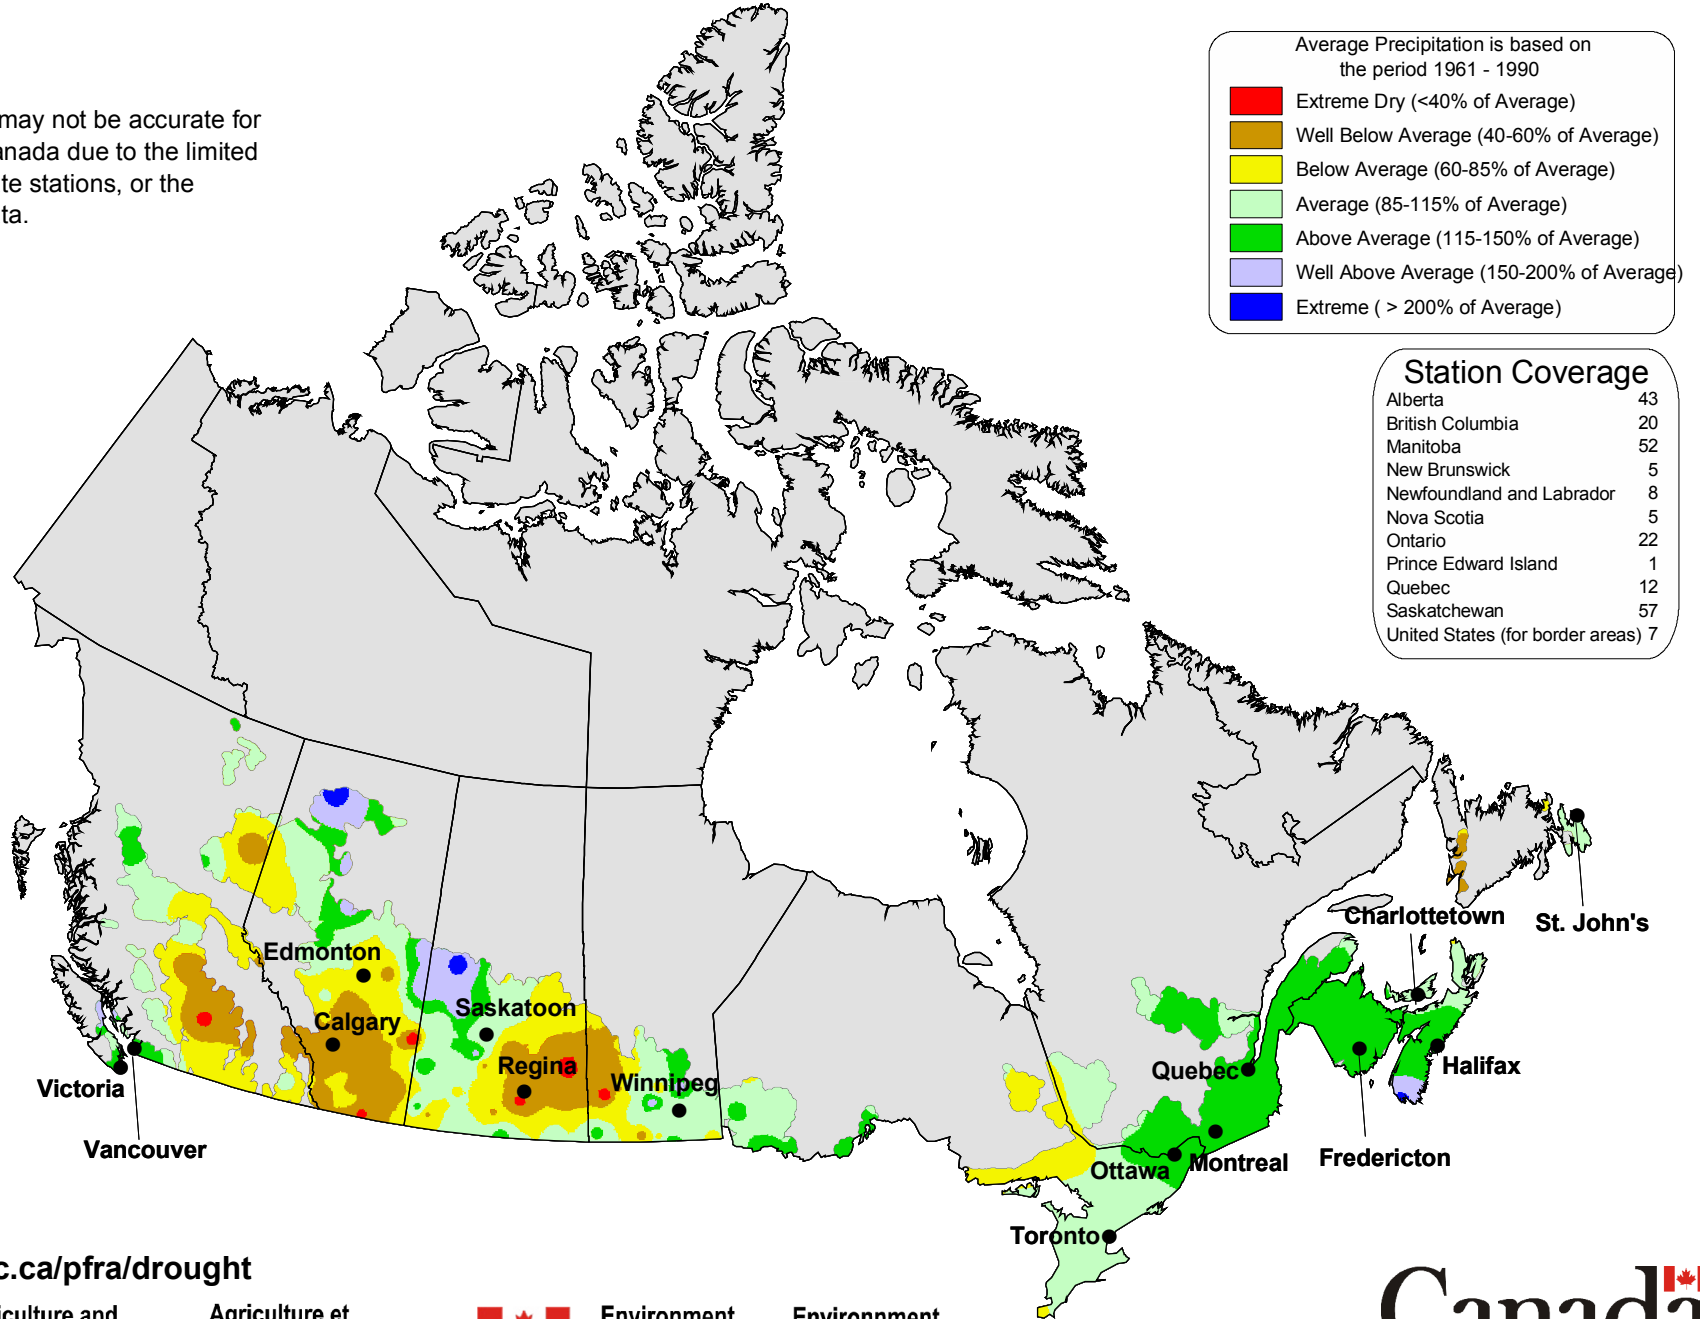 may not be accurate for
anada due to the limited
te stations, or the
ta.
Average Precipitation is based on
the period 1961 - 1990
Extreme Dry (<40% of Average)
Well Below Average (40-60% of Average)
Below Average (60-85% of Average)
Average (85-115% of Average)
Above Average (115-150% of Average)
Well Above Average (150-200% of Average)
Extreme ( > 200% of Average)
Station Coverage
Alberta 43
British Columbia 20
Manitoba 52
New Brunswick 5
Newfoundland and Labrador 8
Nova Scotia 5
Ontario 22
Prince Edward Island 1
Quebec 12
Saskatchewan 57
United States (for border areas) 7
Charlottetown
St. John's
Edmonton
Saskatoon
Calgary
Regina
Winnipeg
Quebec
Halifax
Victoria
Vancouver
Ottawa
Montreal
Fredericton
Toronto
c.ca/pfra/drought
iculture and
Agriculture et
Environment
Environnment
Canada